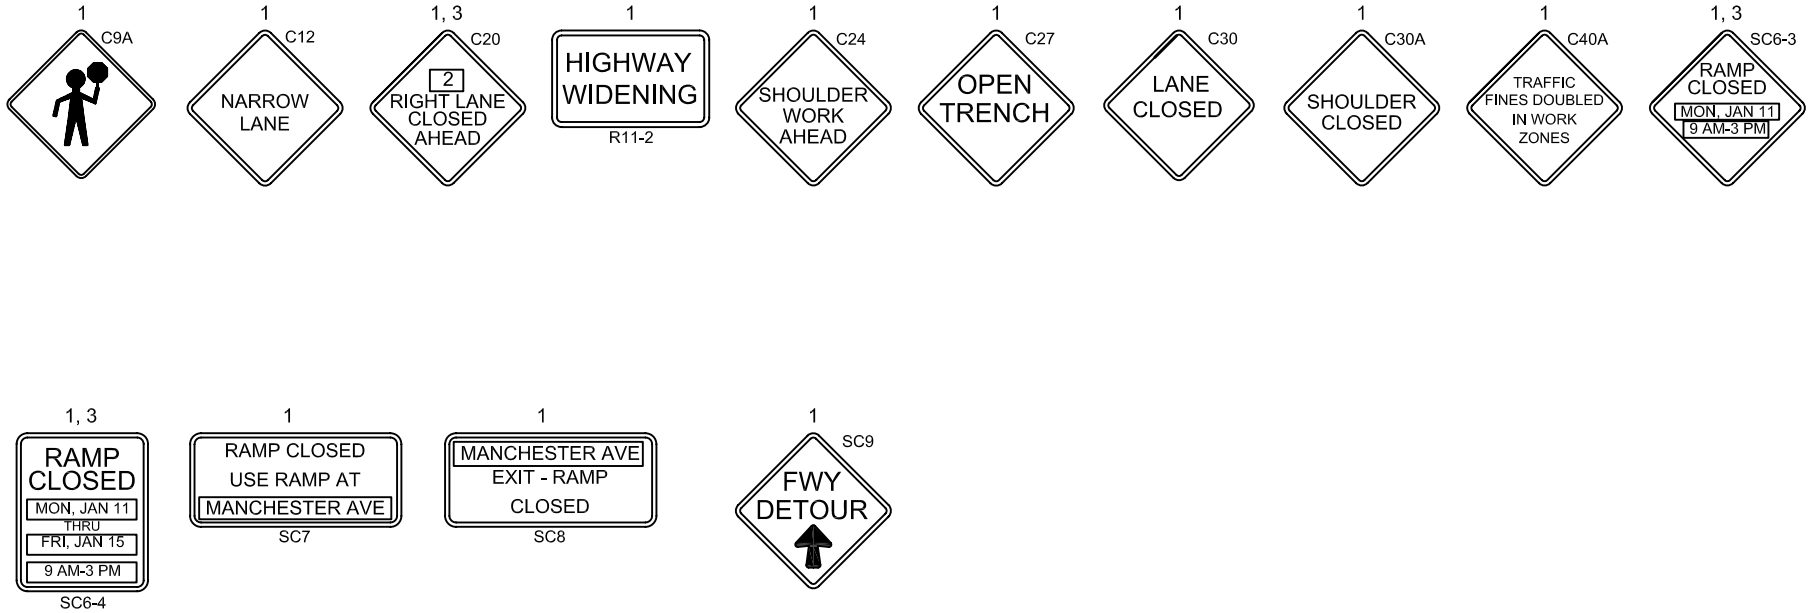 1
C9A
1
C12
NARROW
LANE
1, 3
C20
2
RIGHT LANE
CLOSED
AHEAD
1
HIGHWAY
WIDENING
R11-2
1
C24
SHOULDER
WORK
AHEAD
1
C27
OPEN
TRENCH
1
C30
LANE
CLOSED
1
C30A
SHOULDER
CLOSED
1
C40A
TRAFFIC
FINES DOUBLED
IN WORK
ZONES
1, 3
SC6-3
RAMP
CLOSED
MON, JAN 11
9 AM-3 PM
1, 3
RAMP
CLOSED
MON, JAN 11
THRU
FRI, JAN 15
9 AM-3 PM
SC6-4
1
RAMP CLOSED
USE RAMP AT
MANCHESTER AVE
SC7
1
MANCHESTER AVE
EXIT - RAMP
CLOSED
SC8
1
SC9
FWY
DETOUR